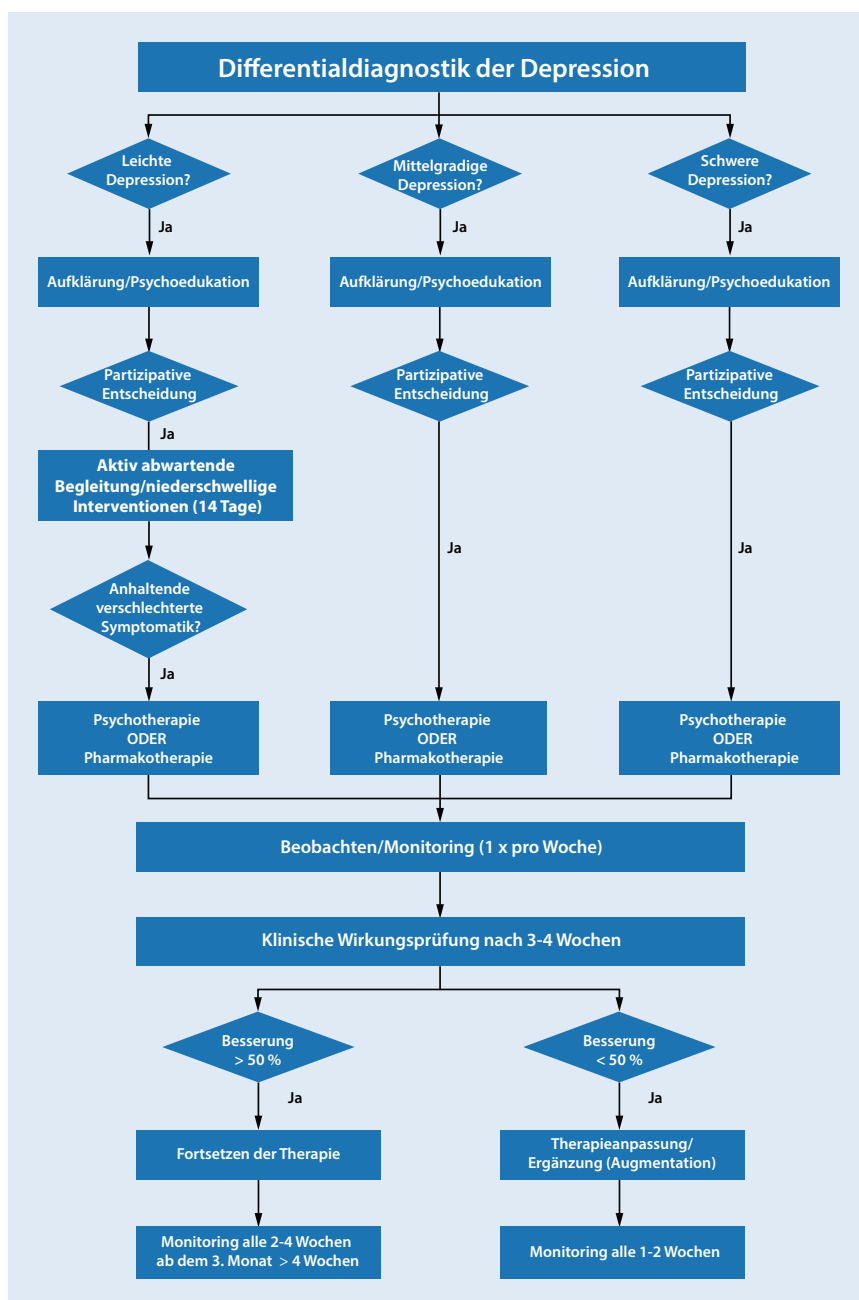 Differentialdiagnostik der Depression
Leichte
Depression?
Mittelgradige
Depression?
Schwere
Depression?
Ja
Ja
Ja
Aufklärung/Psychoedukation
Aufklärung/Psychoedukation
Aufklärung/Psychoedukation
Partizipative
Entscheidung
Partizipative
Entscheidung
Partizipative
Entscheidung
Ja
Aktiv abwartende
Begleitung/niederschwellige
Interventionen (14 Tage)
Ja
Ja
Anhaltende
verschlechterte
Symptomatik?
Ja
Psychotherapie
ODER
Pharmakotherapie
Psychotherapie
ODER
Pharmakotherapie
Psychotherapie
ODER
Pharmakotherapie
Beobachten/Monitoring (1 x pro Woche)
Klinische Wirkungsprüfung nach 3-4 Wochen
Besserung
> 50 %
Besserung
< 50 %
Ja
Ja
Fortsetzen der Therapie
Therapieanpassung/
Ergänzung (Augmentation)
Monitoring alle 2-4 Wochen
ab dem 3. Monat > 4 Wochen
Monitoring alle 1-2 Wochen